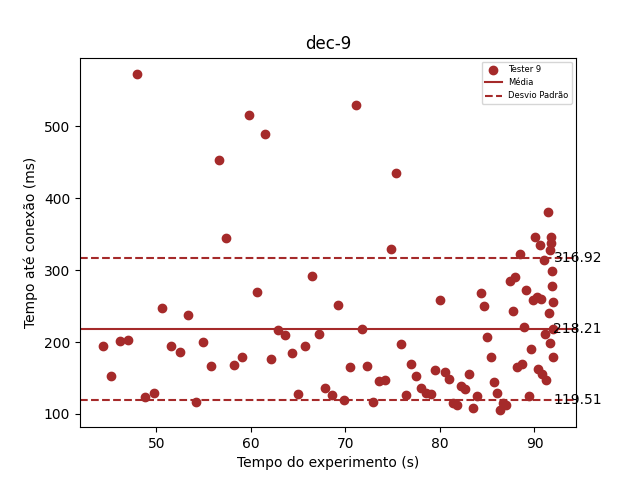 dec-9
Tester 9
Média
Desvio Padrão
500
400
300
200
100
316.92
218.21
119.51
50
60
70
80
90
Tempo até conexão (ms)
Tempo do experimento (s)